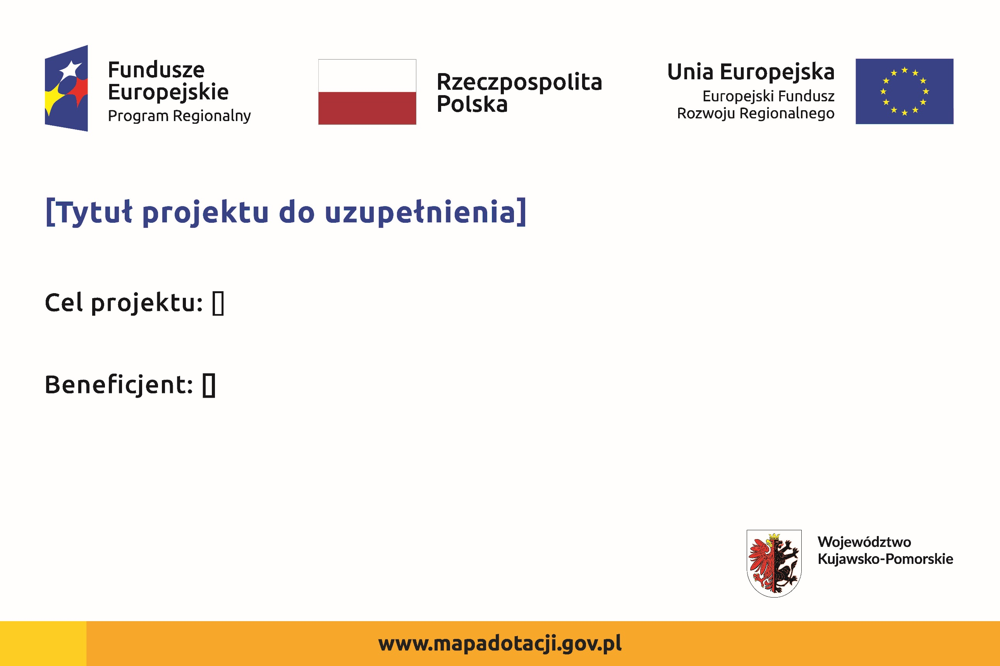 Fundusze
Europejskie
Program Regionalny
Rzeczpospolita
Polska
Unia Europejska
Europejski Fundusz
Rozwoju Regionalnego
[Tytuł projektu do uzupełnienia]
Cel projektu: []
Beneficjent: []
Województwo
Kujawsko-Pomorskie
www.mapadotacji.gov.pl